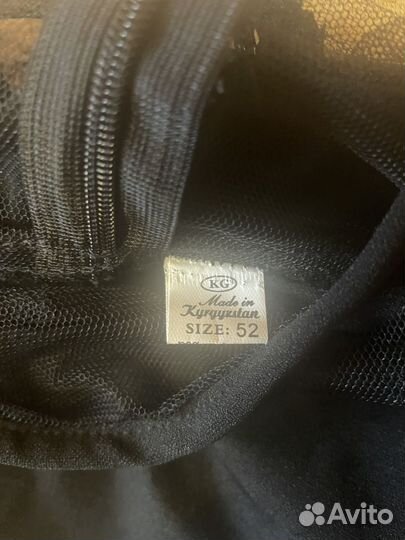 KG
Made in
Kyrgyzstan
SIZE: 52
Avito